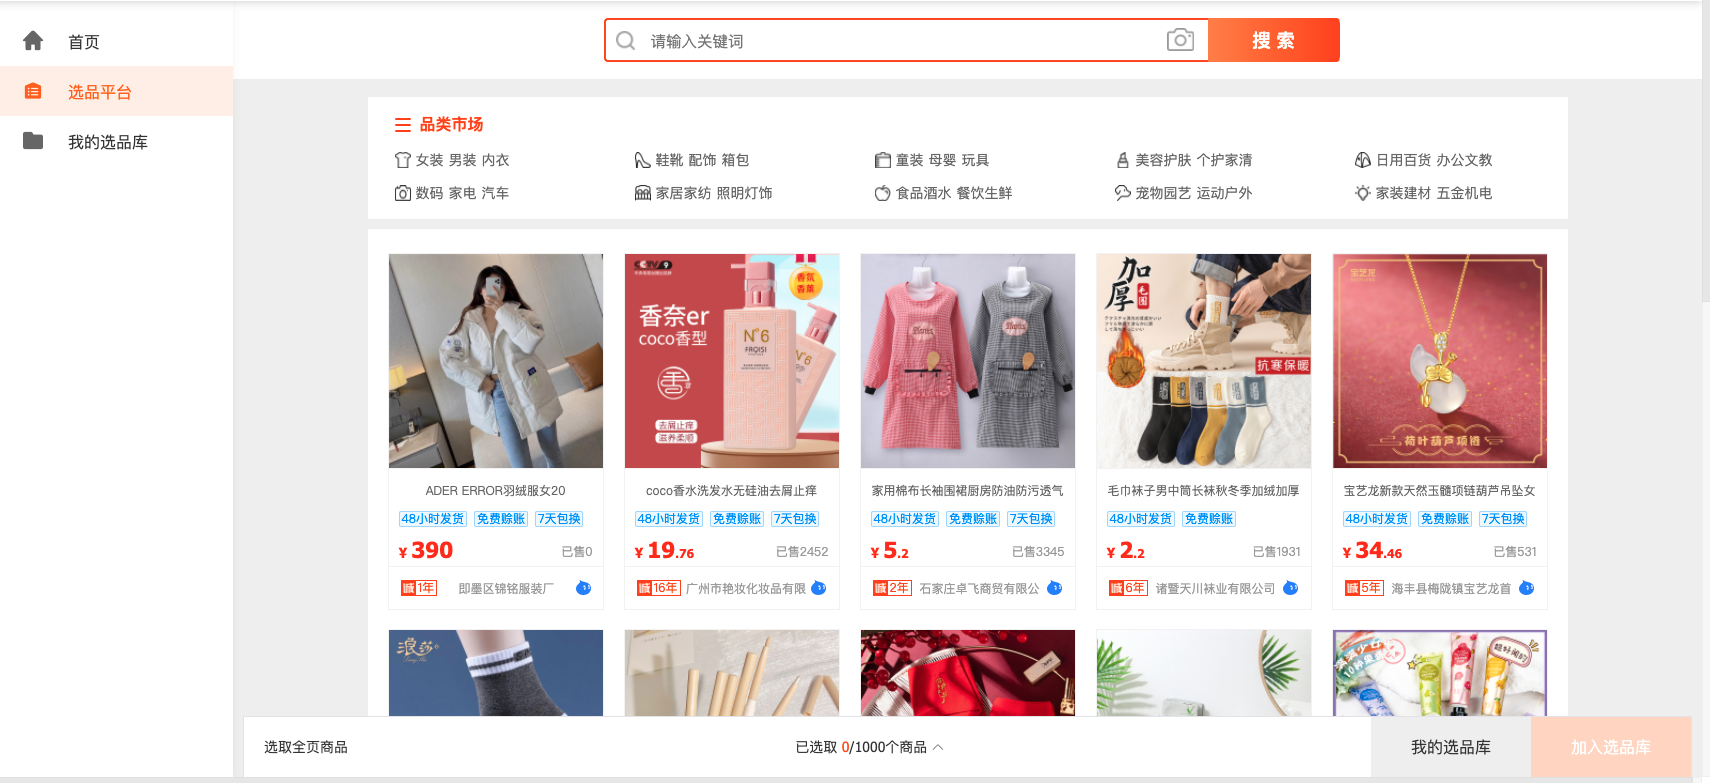 首页
选品平台
我的选品库
请输入关键词
搜 索
品类市场
女装 男装 内衣
鞋靴 配饰 箱包
童装 母婴 玩具
美容护肤 个护家清
日用百货 办公文教
数码 家电 汽车
家居家纺 照明灯饰
食品酒水 餐饮生鲜
宠物园艺 运动户外
家装建材 五金机电
香氛
香薰
香奈er
coco香型
N°6
FROISI
N°6
去屑止痒
滋养柔顺
加厚
毛圈
抗寒保暖
宝艺龙
荷叶葫芦项链
ADER ERROR羽绒服女20
48小时发货 免费赊账 7天包换
¥ 390 已售0
诚1年 即墨区锦铭服装厂
coco香水洗发水无硅油去屑止痒
48小时发货 免费赊账 7天包换
¥ 19.76 已售2452
诚16年 广州市艳妆化妆品有限
家用棉布长袖围裙厨房防油防污透气
48小时发货 免费赊账 7天包换
¥ 5.2 已售3345
诚2年 石家庄卓飞商贸有限公
毛巾袜子男中筒长袜秋冬季加绒加厚
48小时发货 免费赊账
¥ 2.2 已售1931
诚6年 诸暨天川袜业有限公司
宝艺龙新款天然玉髓项链葫芦吊坠女
48小时发货 免费赊账 7天包换
¥ 34.46 已售531
诚5年 海丰县梅陇镇宝艺龙首
浪莎
选取全页商品
已选取 0/1000个商品
我的选品库
加入选品库